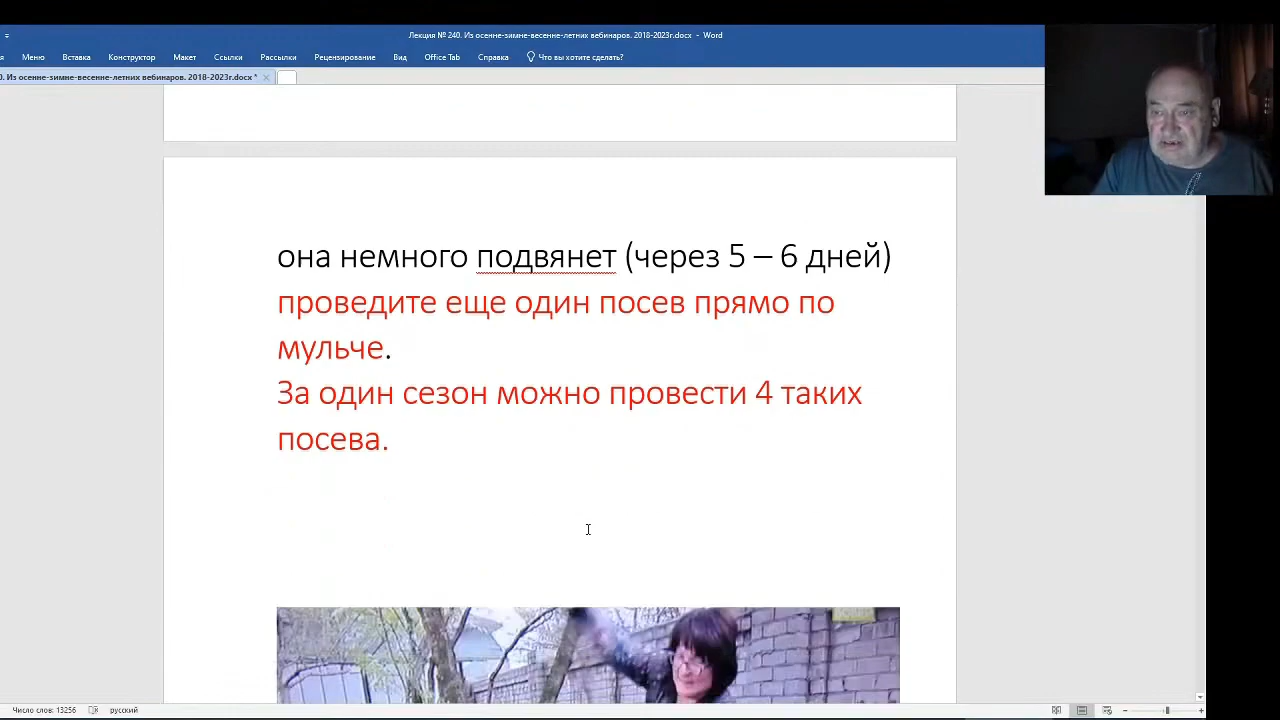 Лекция № 240. Из осенне-зимне-весенне-летних вебинаров. 2018-2023г.docx - Word
Меню Вставка Конструктор Макет Ссылки Рассылки Рецензирование Вид Office Tab Справка Что вы хотите сделать?
0. Из осенне-зимне-весенне-летних вебинаров. 2018-2023г.docx *
она немного подвянет (через 5 – 6 дней)
проведите еще один посев прямо по
мульче.
За один сезон можно провести 4 таких
посева.
Число слов: 13256 русский